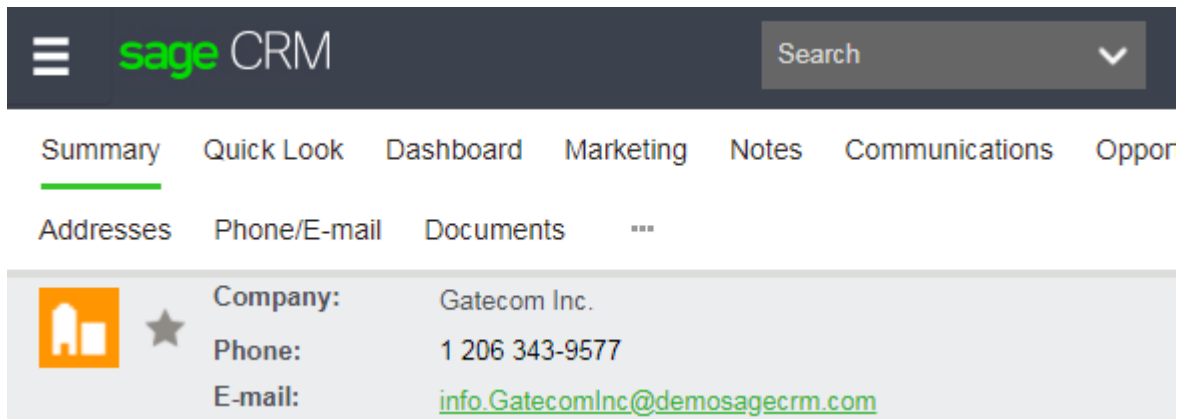 sage CRM Search
Summary Quick Look Dashboard Marketing Notes Communications Oppor
Addresses Phone/E-mail Documents
Company: Gatecom Inc.
Phone: 1 206 343-9577
E-mail: info.GatecomInc@demosagecrm.com